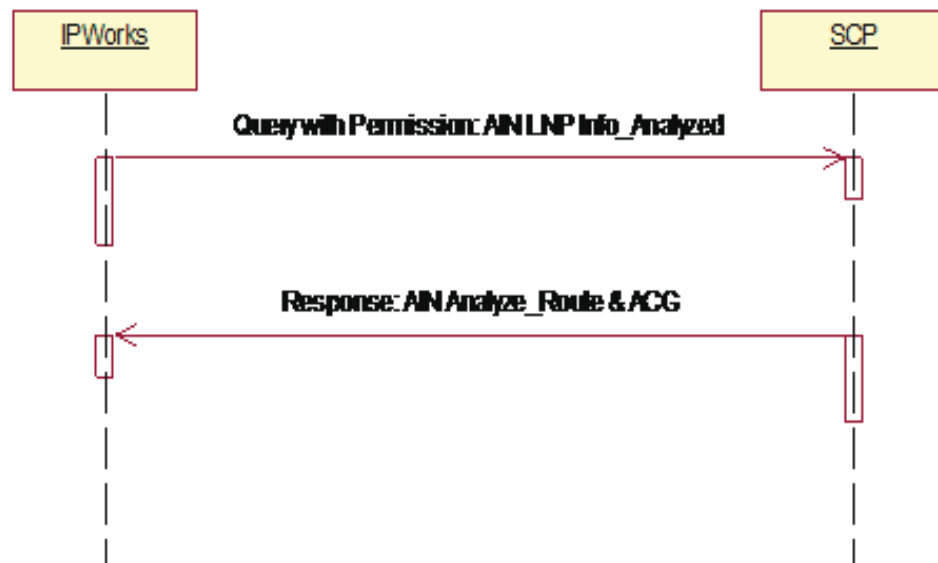 IPWorks
SCP
Query with Permission: AIN LNP Info_Analyzed
Response: AIN Analyze_Route & ACG